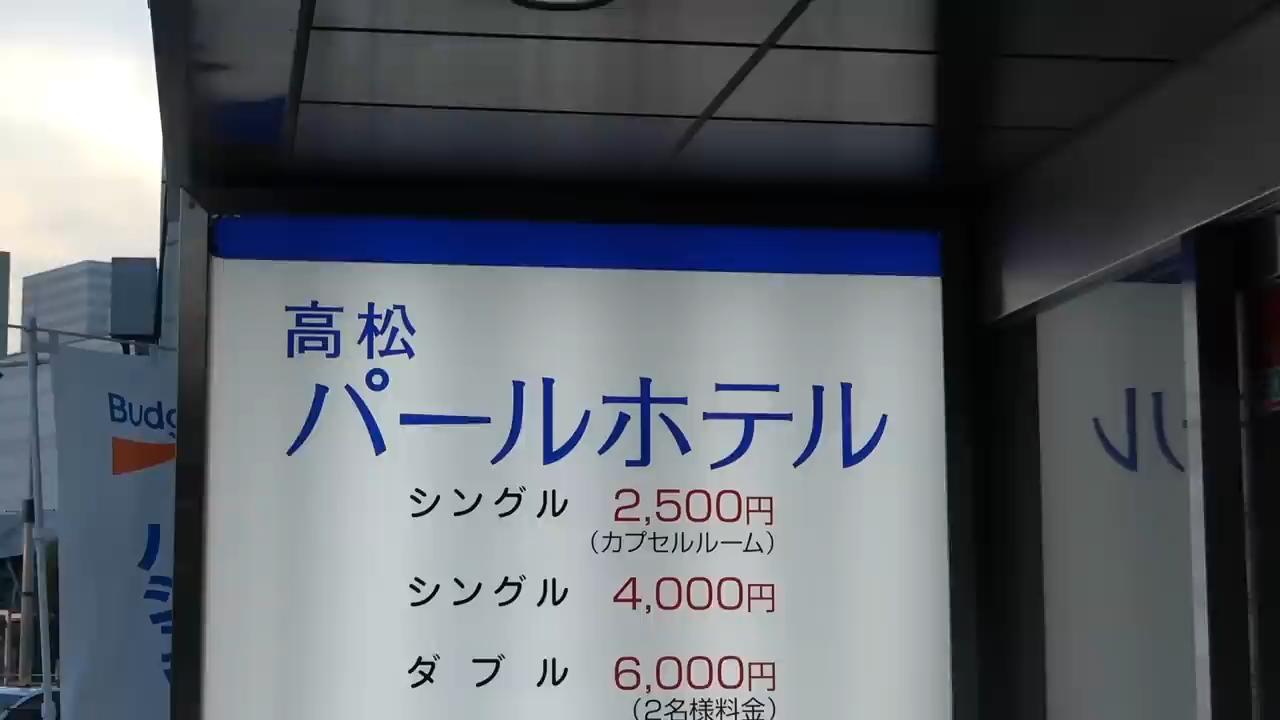 高松
パールホテル
シングル 2,500円
（カプセルルーム）
シングル 4,000円
ダブル 6,000円
（2名様料金）
Budg